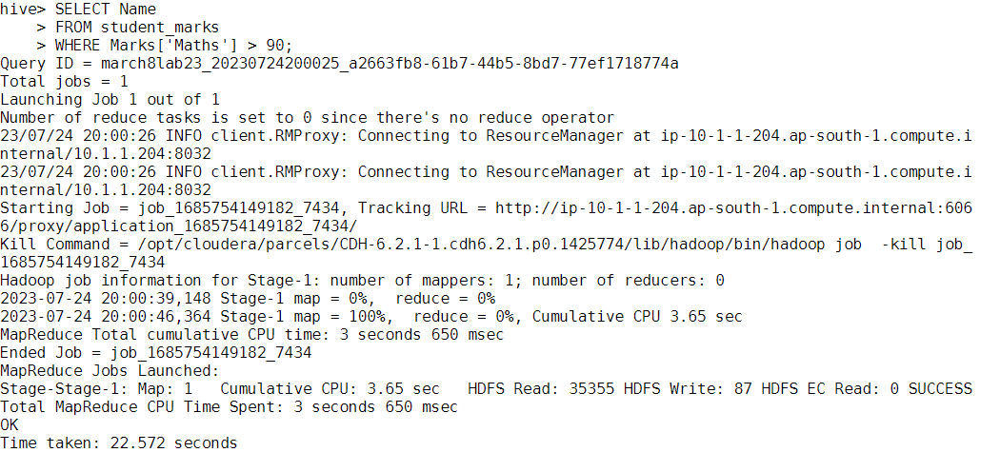 hive> SELECT Name
    > FROM student_marks
    > WHERE Marks['Maths'] > 90;
Query ID = march8lab23_20230724200025_a2663fb8-61b7-44b5-8bd7-77ef1718774a
Total jobs = 1
Launching Job 1 out of 1
Number of reduce tasks is set to 0 since there's no reduce operator
23/07/24 20:00:26 INFO client.RMProxy: Connecting to ResourceManager at ip-10-1-1-204.ap-south-1.compute.i
nternal/10.1.1.204:8032
23/07/24 20:00:26 INFO client.RMProxy: Connecting to ResourceManager at ip-10-1-1-204.ap-south-1.compute.i
nternal/10.1.1.204:8032
Starting Job = job_1685754149182_7434, Tracking URL = http://ip-10-1-1-204.ap-south-1.compute.internal:606
6/proxy/application_1685754149182_7434/
Kill Command = /opt/cloudera/parcels/CDH-6.2.1-1.cdh6.2.1.p0.1425774/lib/hadoop/bin/hadoop job  -kill job_
1685754149182_7434
Hadoop job information for Stage-1: number of mappers: 1; number of reducers: 0
2023-07-24 20:00:39,148 Stage-1 map = 0%,  reduce = 0%
2023-07-24 20:00:46,364 Stage-1 map = 100%,  reduce = 0%, Cumulative CPU 3.65 sec
MapReduce Total cumulative CPU time: 3 seconds 650 msec
Ended Job = job_1685754149182_7434
MapReduce Jobs Launched:
Stage-Stage-1: Map: 1   Cumulative CPU: 3.65 sec   HDFS Read: 35355 HDFS Write: 87 HDFS EC Read: 0 SUCCESS
Total MapReduce CPU Time Spent: 3 seconds 650 msec
OK
Time taken: 22.572 seconds